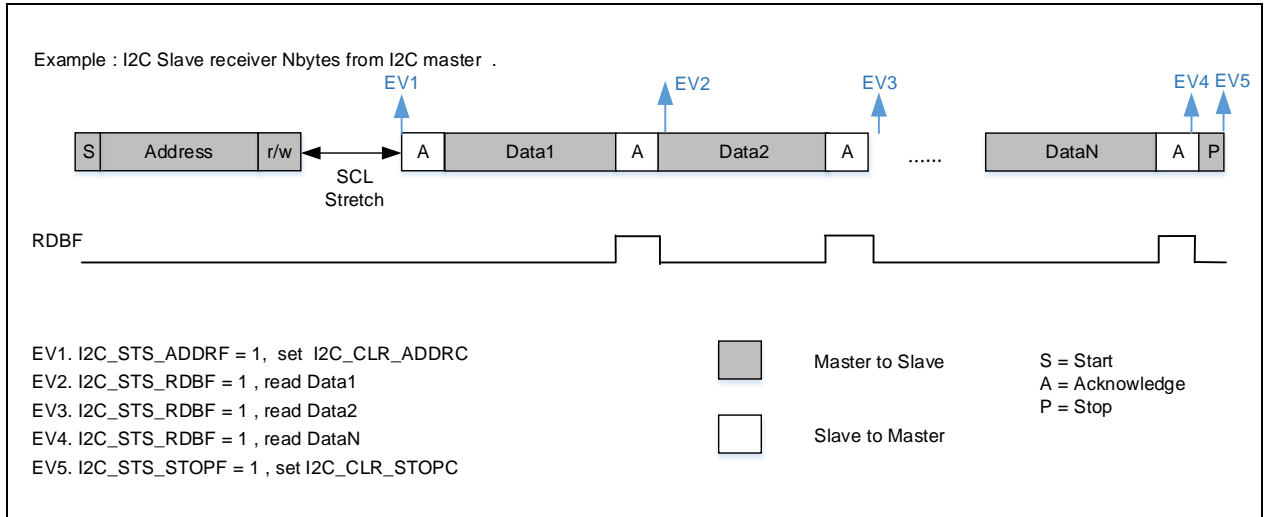 Example : I2C Slave receiver Nbytes from I2C master .
EV1 EV2 EV3 EV4 EV5
S Address r/w A Data1 A Data2 A ...... DataN A P
SCL
Stretch
RDBF
EV1. I2C_STS_ADDRF = 1, set I2C_CLR_ADDRC
EV2. I2C_STS_RDBF = 1 , read Data1
EV3. I2C_STS_RDBF = 1 , read Data2
EV4. I2C_STS_RDBF = 1 , read DataN
EV5. I2C_STS_STOPF = 1 , set I2C_CLR_STOPC
Master to Slave
Slave to Master
S = Start
A = Acknowledge
P = Stop